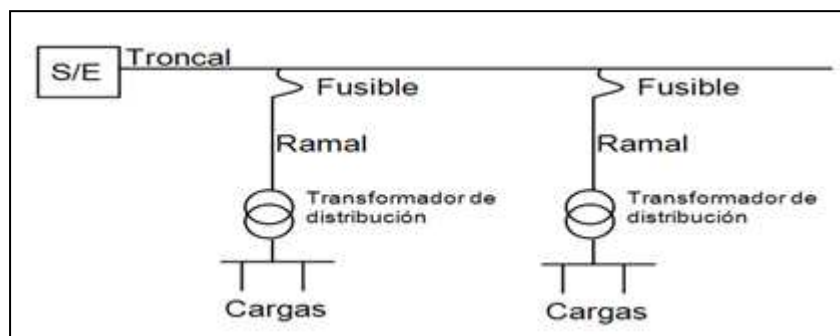 S/E
Troncal
Fusible
Fusible
Ramal
Ramal
Transformador de
distribución
Transformador de
distribución
Cargas
Cargas